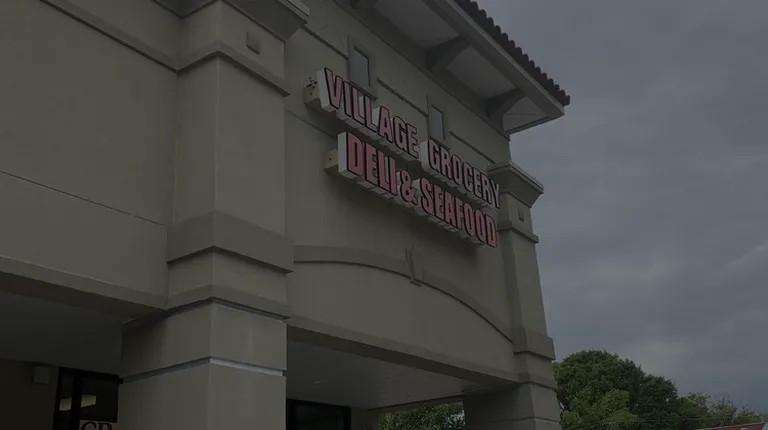 VILLAGE GROCERY
DELI & SEAFOOD